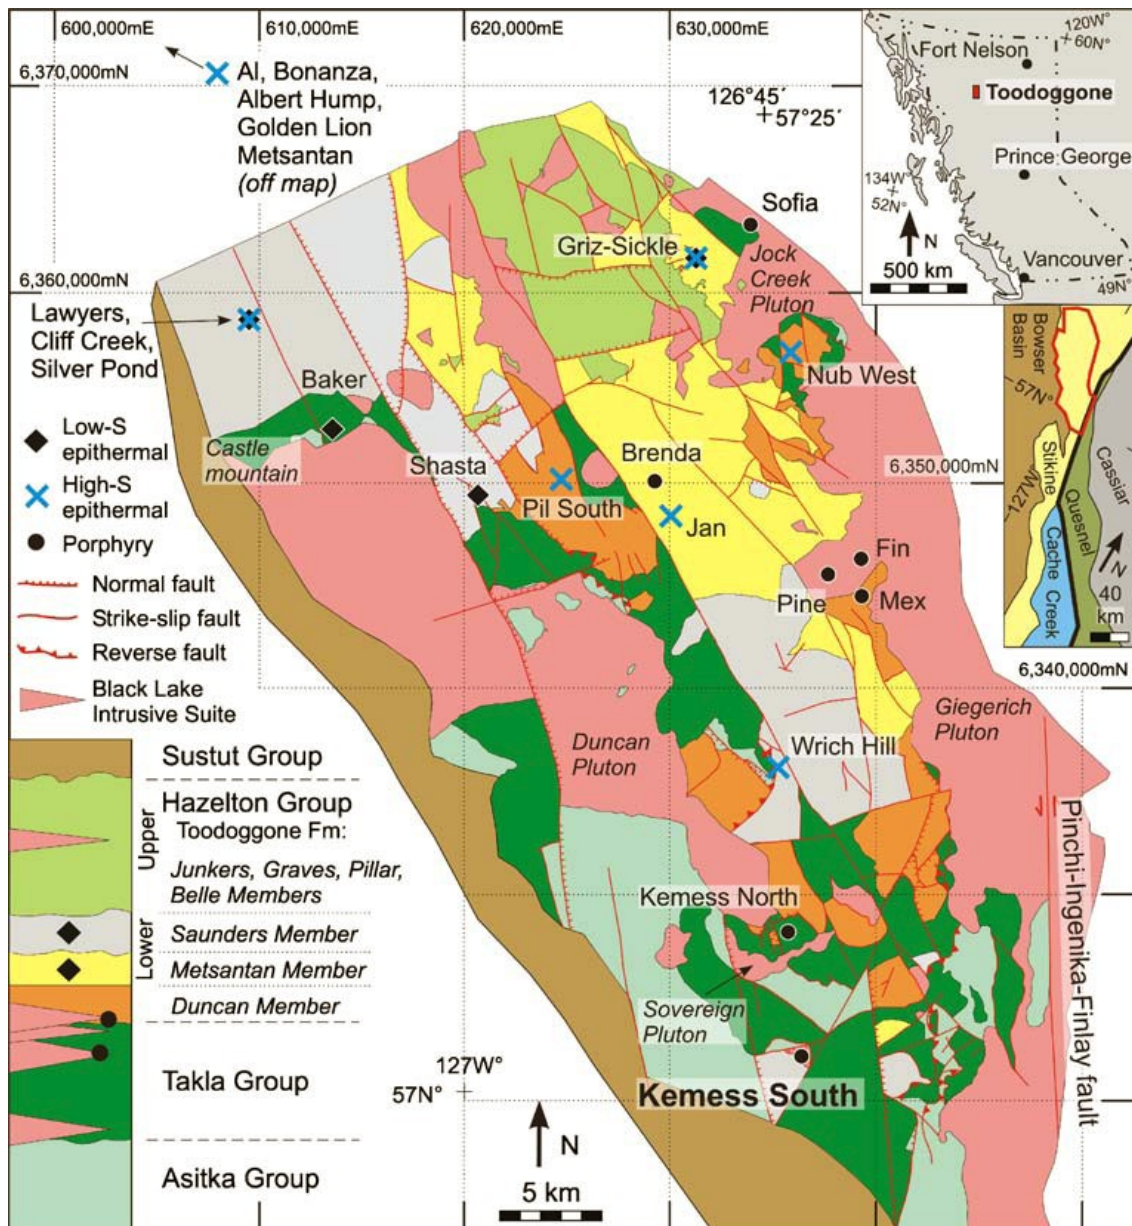 600,000mE
610,000mE
620,000mE
630,000mE
6,370,000mN
Al, Bonanza,
Albert Hump,
Golden Lion
Metsantan
(off map)
126°45´
57°25´
120W°
60N°
Fort Nelson
Toodoggone
Prince George
134W°
52N°
N
Vancouver
500 km
49N°
Sofia
Griz-Sickle
Jock
Creek
Pluton
6,360,000mN
Lawyers,
Cliff Creek,
Silver Pond
Baker
Nub West
Castle
mountain
Shasta
Brenda
6,350,000mN
Pil South
Jan
Fin
Pine
Mex
Bowser
Basin
57N°
Stikine
127W°
Cache Creek
Quesnel
Cassiar
N
40
km
6,340,000mN
Low-S
epithermal
High-S
epithermal
Porphyry
Normal fault
Strike-slip fault
Reverse fault
Black Lake
Intrusive Suite
Giegerich
Pluton
Duncan
Pluton
Wrich Hill
Pinchi-Ingenika-Finlay fault
Kemess North
Sovereign
Pluton
Kemess South
127W°
57N°
N
5 km
Sustut Group
Upper
Hazelton Group
Toodoggone Fm:
Junkers, Graves, Pillar,
Belle Members
Lower
Saunders Member
Metsantan Member
Duncan Member
Takla Group
Asitka Group